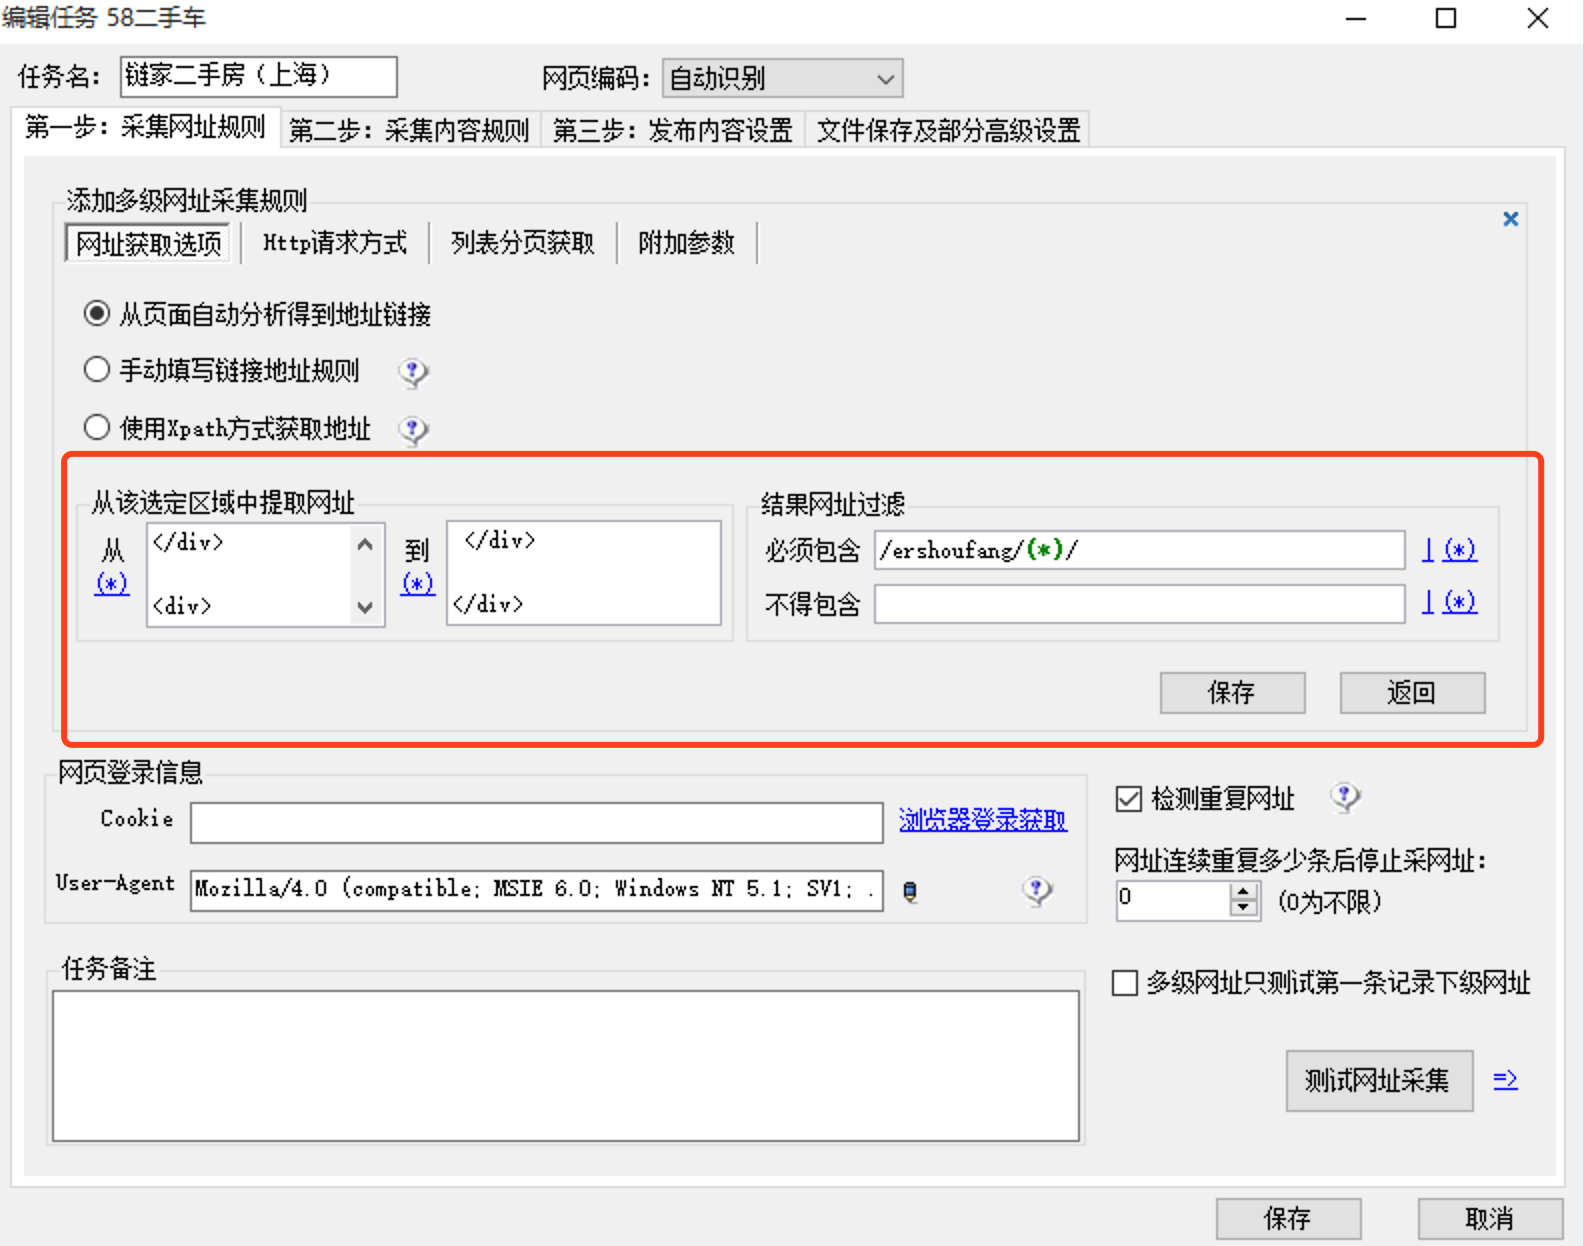 编辑任务 58二手车
任务名: 链家二手房（上海） 网页编码: 自动识别
第一步: 采集网址规则 第二步: 采集内容规则 第三步: 发布内容设置 文件保存及部分高级设置
添加多级网址采集规则
网址获取选项 Http请求方式 列表分页获取 附加参数
从页面自动分析得到地址链接
手动填写链接地址规则
使用Xpath方式获取地址
从该选定区域中提取网址
从 (*)
</div>
<div>
到 (*)
</div>
</div>
结果网址过滤
必须包含 /ershoufang/(*)/ | (*)
不得包含 | (*)
保存 返回
网页登录信息
Cookie 浏览器登录获取
User-Agent Mozilla/4.0 (compatible; MSIE 6.0; Windows NT 5.1; SV1; .
检测重复网址
网址连续重复多少条后停止采网址:
0 (0为不限)
任务备注
多级网址只测试第一条记录下级网址
测试网址采集 =>
保存 取消